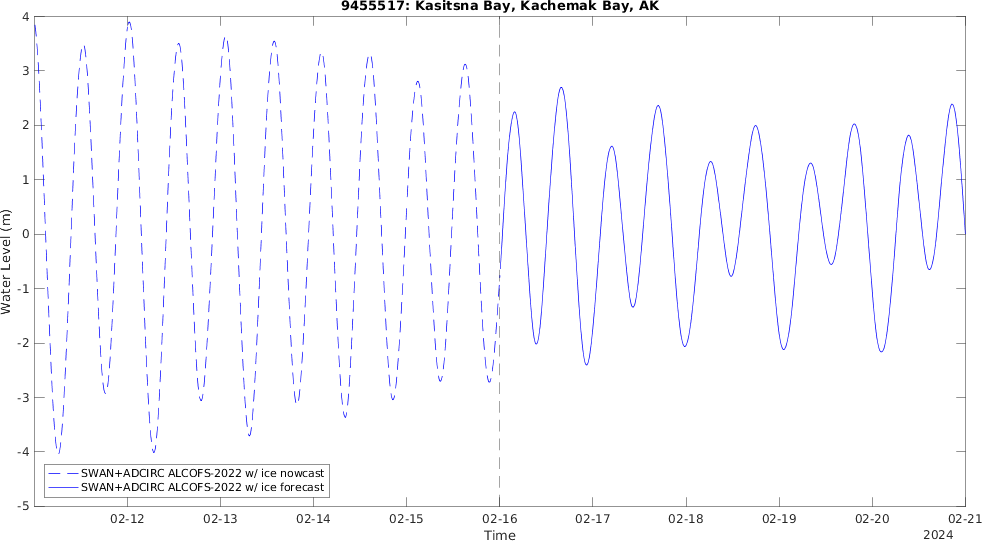 9455517: Kasitsna Bay, Kachemak Bay, AK
4
3
2
1
0
-1
-2
-3
-4
-5
Water Level (m)
SWAN+ADCIRC ALCOFS-2022 w/ ice nowcast
SWAN+ADCIRC ALCOFS-2022 w/ ice forecast
02-12 02-13 02-14 02-15 02-16 02-17 02-18 02-19 02-20 02-21
Time
2024